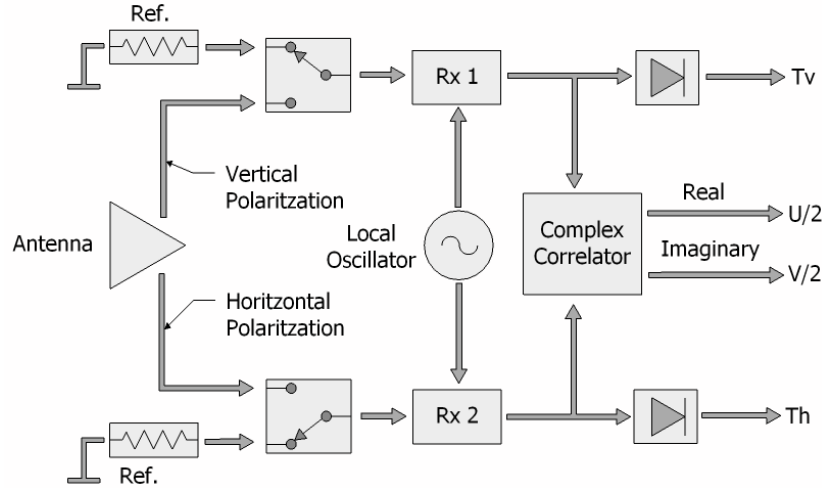 Ref.
Rx 1
Tv
Vertical
Polaritzation
Antenna
Local
Oscillator
Complex
Correlator
Real
U/2
Imaginary
V/2
Horitzontal
Polaritzation
Rx 2
Th
Ref.